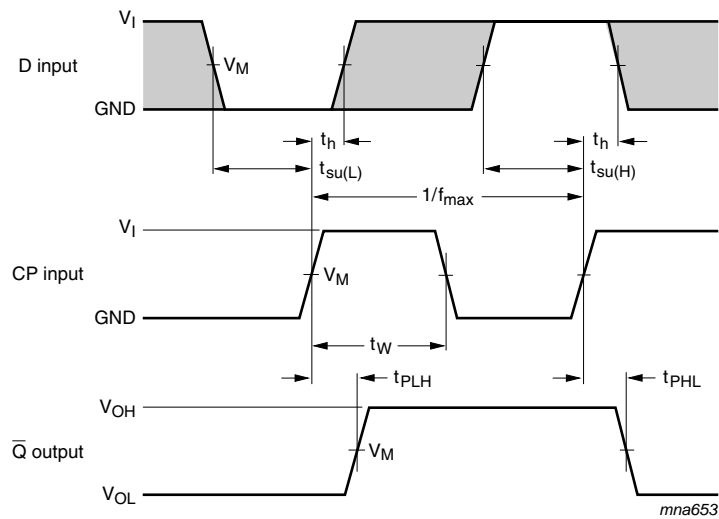 V_I
D input
V_M
GND
t_h
t_h
t_su(L)
t_su(H)
1/f_max
V_I
CP input
V_M
GND
t_W
t_PLH
t_PHL
V_OH
Q̅ output
V_M
V_OL
mna653